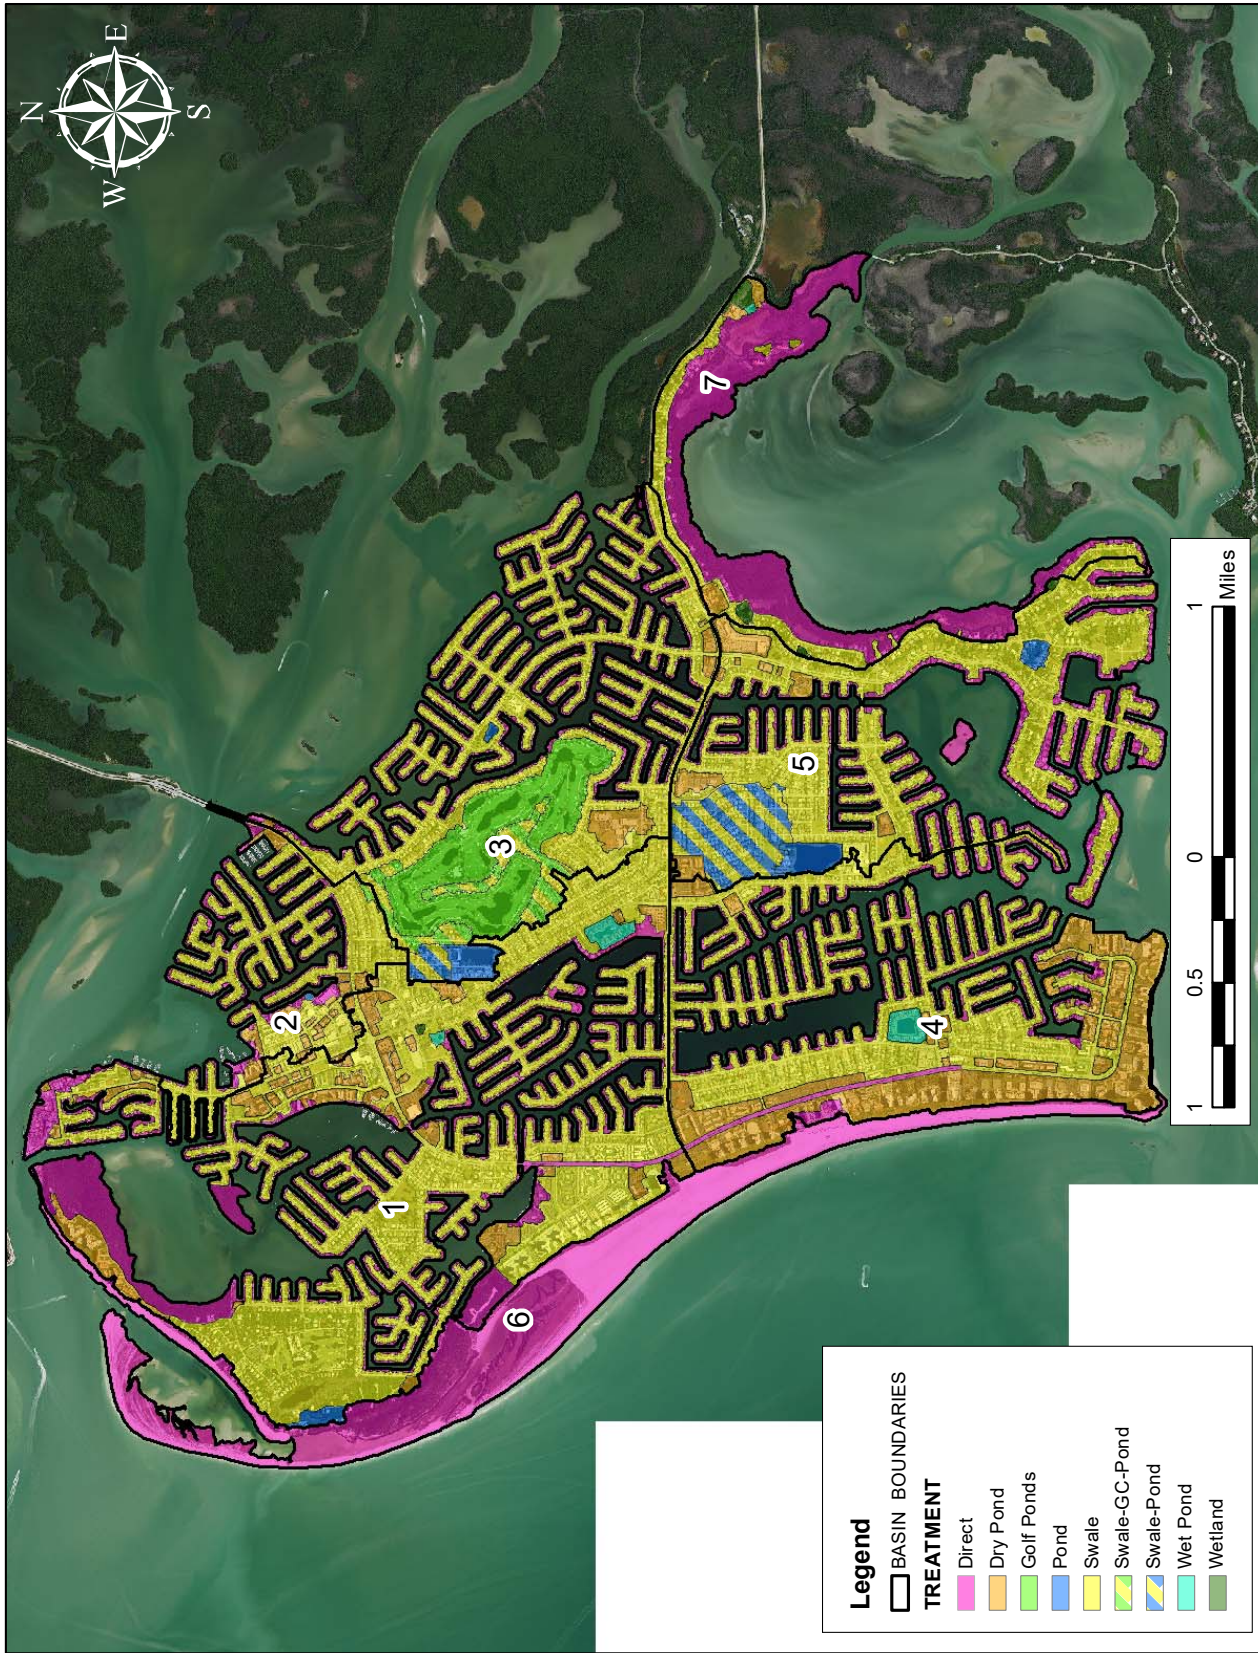 N
E
S
W
1
2
3
4
5
6
7
1
0.5
0
1
Miles
Legend
BASIN BOUNDARIES
TREATMENT
Direct
Dry Pond
Golf Ponds
Pond
Swale
Swale-GC-Pond
Swale-Pond
Wet Pond
Wetland